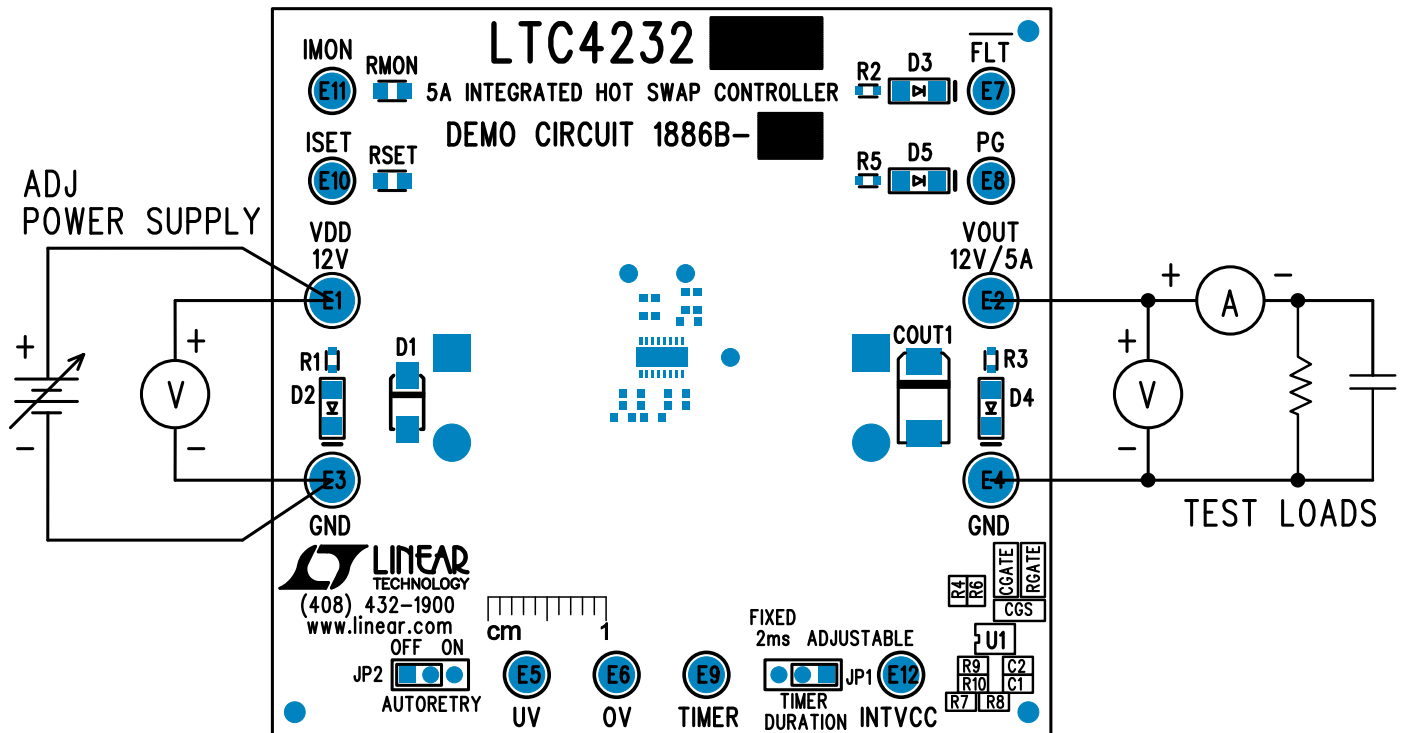 LTC4232
5A INTEGRATED HOT SWAP CONTROLLER
DEMO CIRCUIT 1886B-
IMON
E11
RMON
ISET
E10
RSET
R2
D3
FLT
E7
R5
D5
PG
E8
ADJ
POWER SUPPLY
VDD
12V
E1
+
-
+
V
-
R1
D2
D1
E3
GND
VOUT
12V/5A
E2
COUT1
R3
D4
E4
GND
+
A
-
+
V
-
TEST LOADS
LINEAR
TECHNOLOGY
(408) 432-1900
www.linear.com
cm
1
OFF
ON
JP2
AUTORETRY
E5
UV
E6
OV
E9
TIMER
FIXED
2ms
ADJUSTABLE
JP1
TIMER
DURATION
E12
INTVCC
R4
R6
CGATE
RGATE
CGS
U1
R9
C2
R10
C1
R7
R8